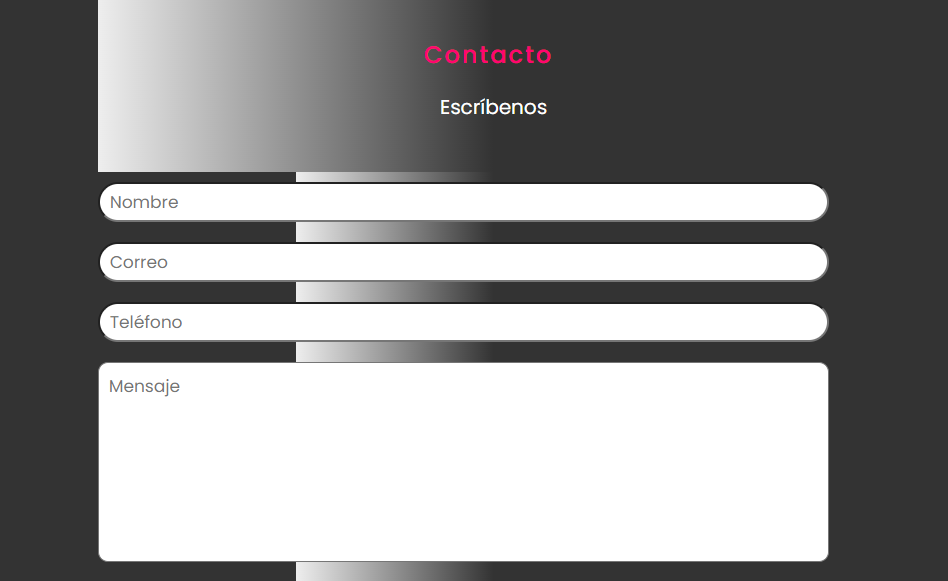 Contacto
Escríbenos
Nombre
Correo
Teléfono
Mensaje